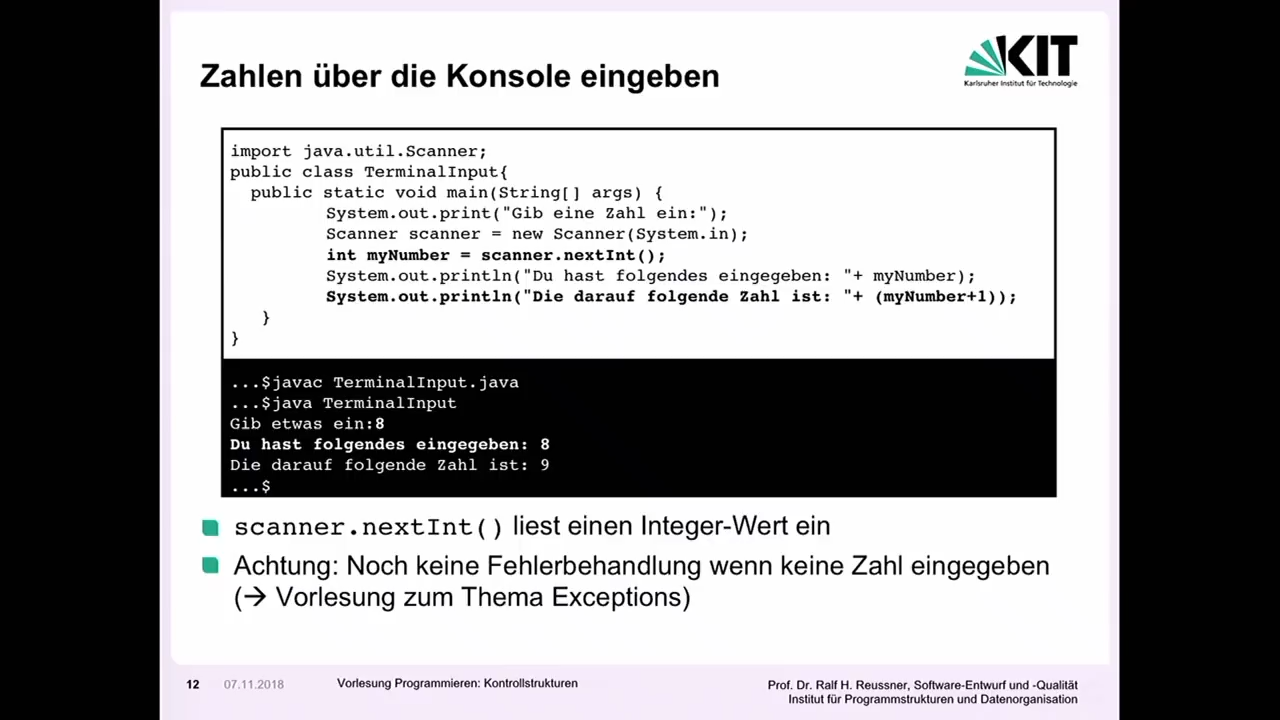 Zahlen über die Konsole eingeben
KIT
Karlsruher Institut für Technologie
import java.util.Scanner;
public class TerminalInput{
public static void main(String[] args) {
System.out.print("Gib eine Zahl ein:");
Scanner scanner = new Scanner(System.in);
int myNumber = scanner.nextInt();
System.out.println("Du hast folgendes eingegeben: "+ myNumber);
System.out.println("Die darauf folgende Zahl ist: "+ (myNumber+1));
}
}
...$javac TerminalInput.java
...$java TerminalInput
Gib etwas ein:8
Du hast folgendes eingegeben: 8
Die darauf folgende Zahl ist: 9
...$
scanner.nextInt() liest einen Integer-Wert ein
Achtung: Noch keine Fehlerbehandlung wenn keine Zahl eingegeben
(→ Vorlesung zum Thema Exceptions)
12 07.11.2018 Vorlesung Programmieren: Kontrollstrukturen
Prof. Dr. Ralf H. Reussner, Software-Entwurf und -Qualität
Institut für Programmstrukturen und Datenorganisation